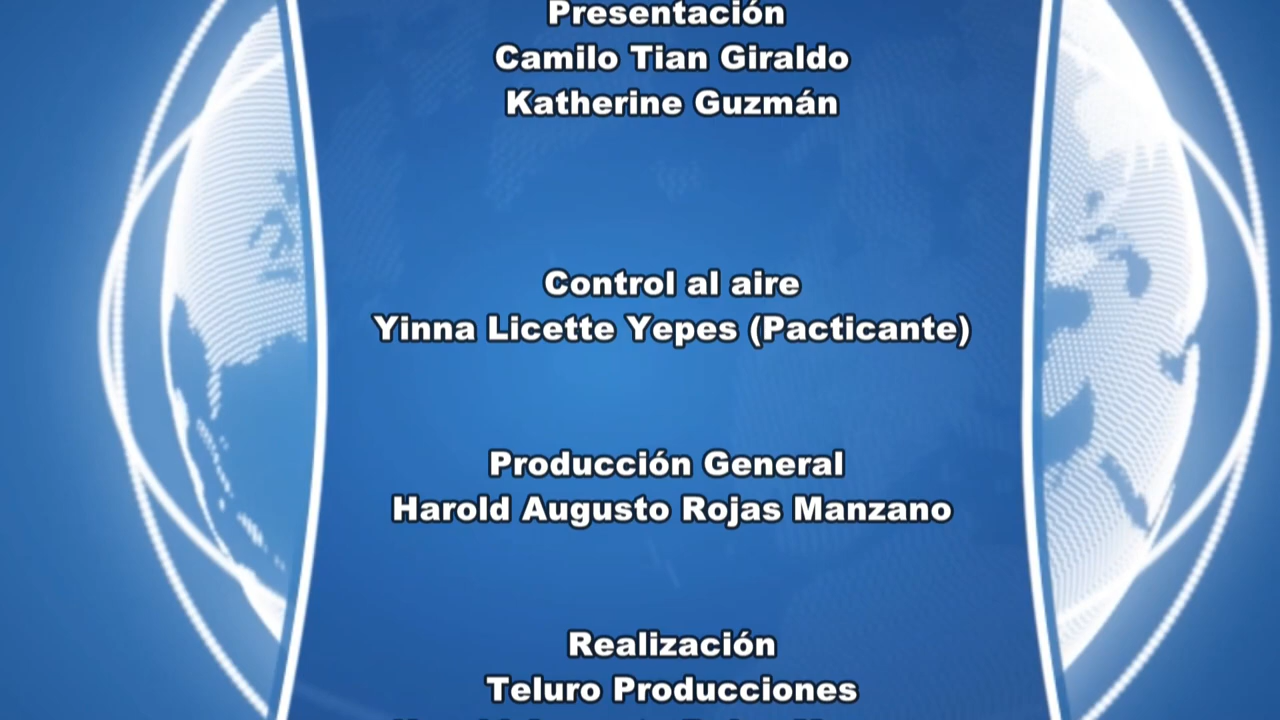 Presentación
Camilo Tian Giraldo
Katherine Guzmán
Control al aire
Yinna Licette Yepes (Pacticante)
Producción General
Harold Augusto Rojas Manzano
Realización
Teluro Producciones